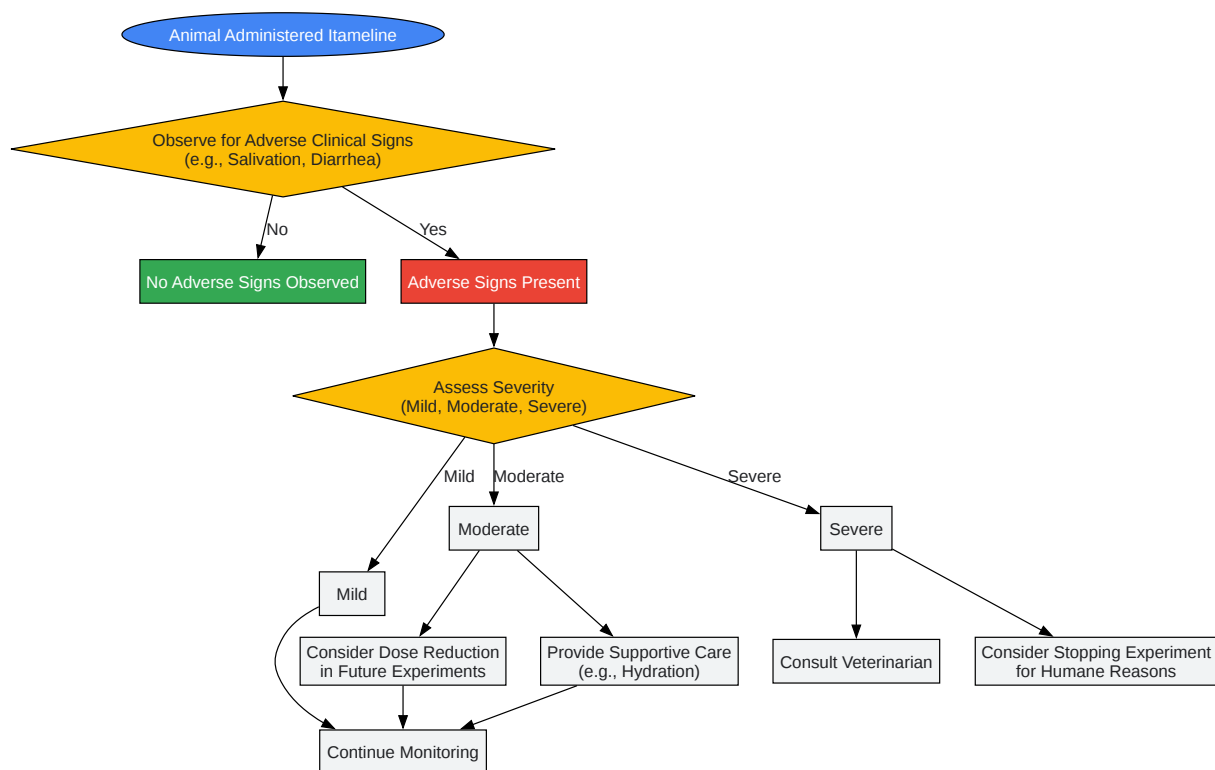 Animal Administered Itameline
Observe for Adverse Clinical Signs
(e.g., Salivation, Diarrhea)
No
Yes
No Adverse Signs Observed
Adverse Signs Present
Assess Severity
(Mild, Moderate, Severe)
Mild
Moderate
Severe
Moderate
Severe
Mild
Consider Dose Reduction
in Future Experiments
Provide Supportive Care
(e.g., Hydration)
Consult Veterinarian
Consider Stopping Experiment
for Humane Reasons
Continue Monitoring